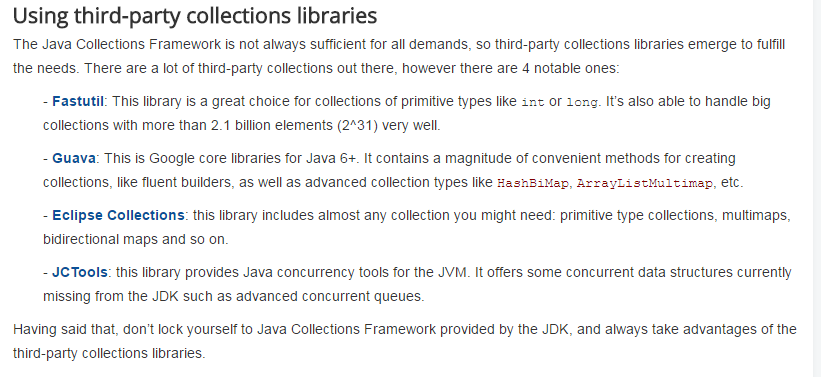 Using third-party collections libraries
The Java Collections Framework is not always sufficient for all demands, so third-party collections libraries emerge to fulfill
the needs. There are a lot of third-party collections out there, however there are 4 notable ones:
- Fastutil: This library is a great choice for collections of primitive types like int or long. It's also able to handle big
collections with more than 2.1 billion elements (2^31) very well.
- Guava: This is Google core libraries for Java 6+. It contains a magnitude of convenient methods for creating
collections, like fluent builders, as well as advanced collection types like HashBiMap, ArrayListMultimap, etc.
- Eclipse Collections: this library includes almost any collection you might need: primitive type collections, multimaps,
bidirectional maps and so on.
- JCTools: this library provides Java concurrency tools for the JVM. It offers some concurrent data structures currently
missing from the JDK such as advanced concurrent queues.
Having said that, don't lock yourself to Java Collections Framework provided by the JDK, and always take advantages of the
third-party collections libraries.